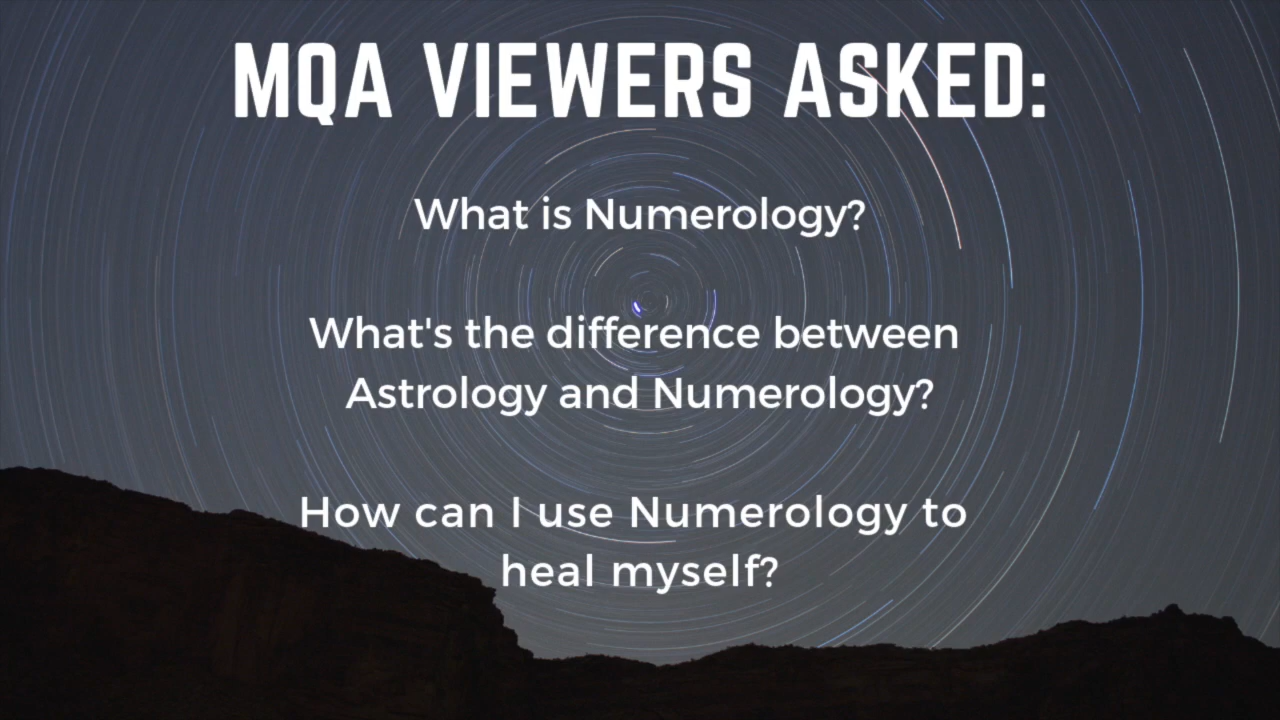 MQA VIEWERS ASKED:
What is Numerology?
What's the difference between
Astrology and Numerology?
How can I use Numerology to
heal myself?